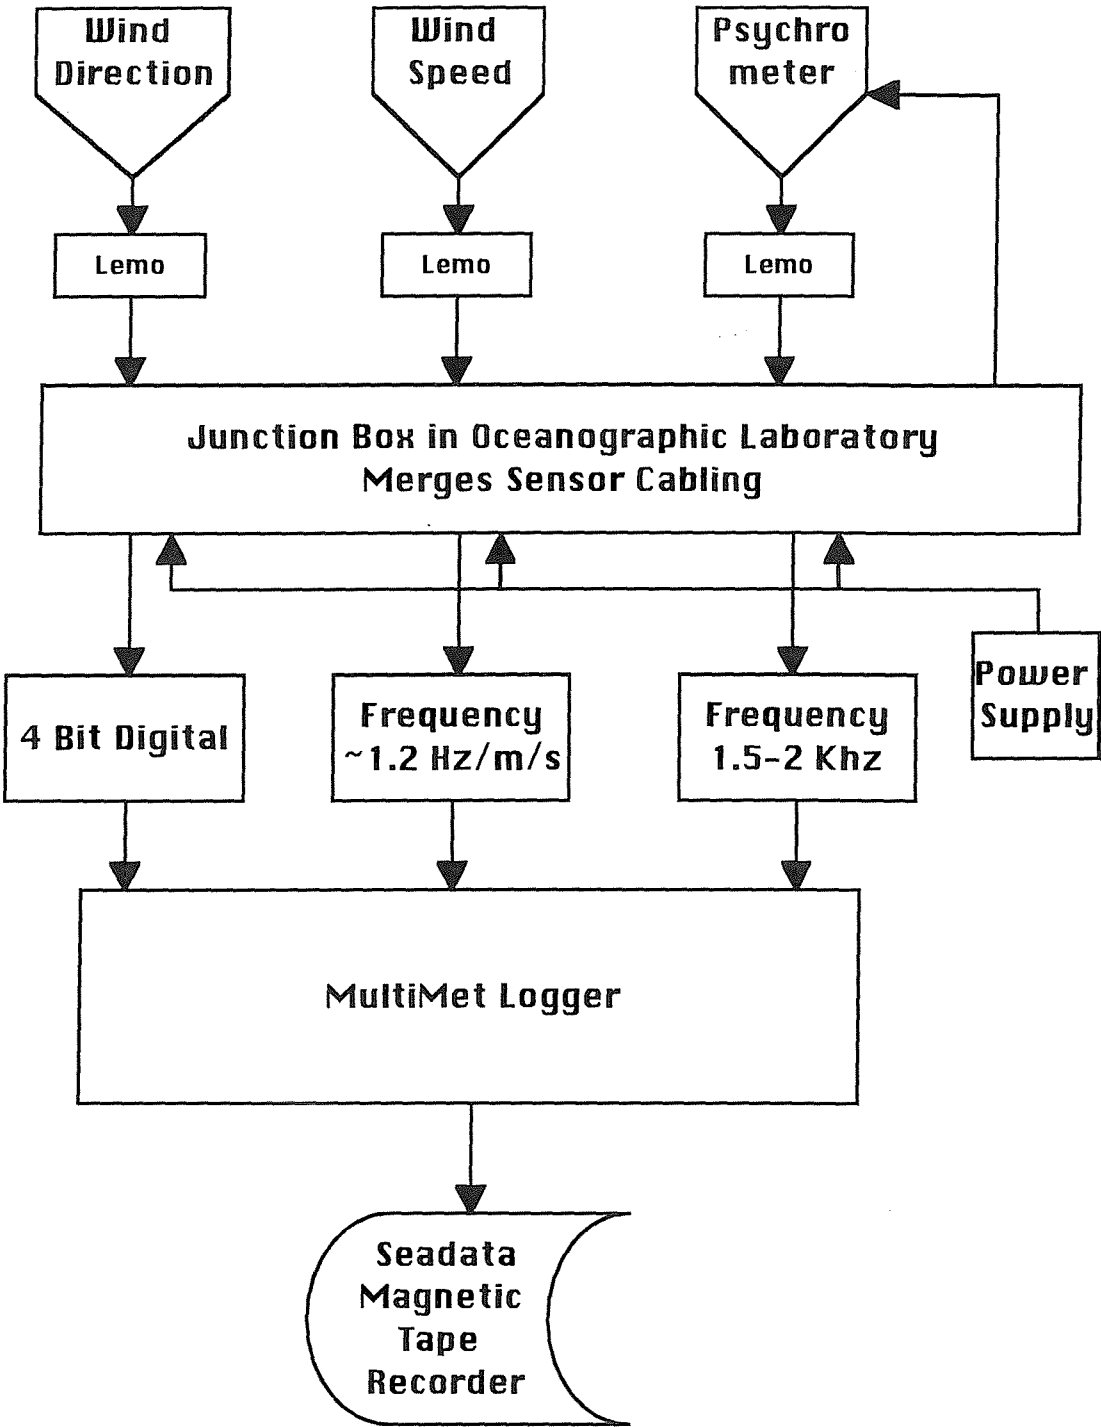 Wind
Direction
Wind
Speed
Psychro
meter
Lemo
Lemo
Lemo
Junction Box in Oceanographic Laboratory
Merges Sensor Cabling
4 Bit Digital
Frequency
~1.2 Hz/m/s
Frequency
1.5-2 Khz
Power
Supply
MultiMet Logger
Seadata
Magnetic
Tape
Recorder